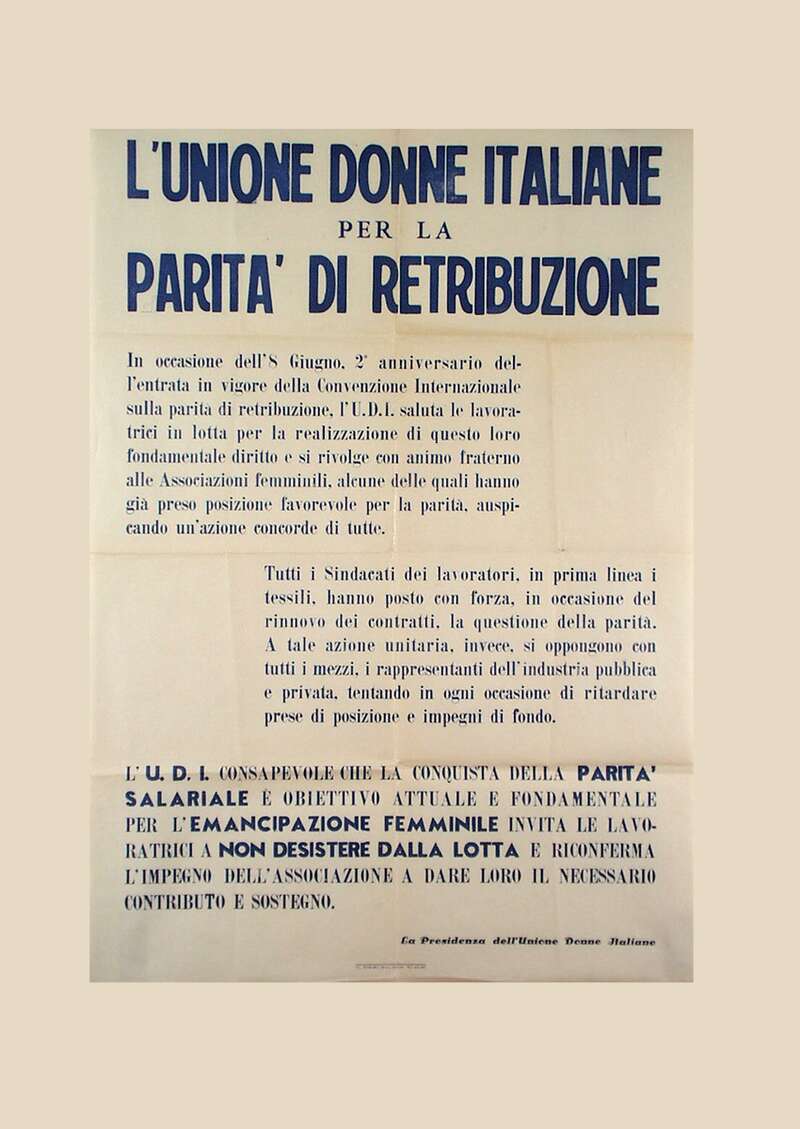 L'UNIONE DONNE ITALIANE
PER LA
PARITA' DI RETRIBUZIONE
In occasione dell'8 Giugno, 2° anniversario del-
l'entrata in vigore della Convenzione Internazionale
sulla parità di retribuzione, l'U.D.I. saluta le lavora-
trici in lotta per la realizzazione di questo loro
fondamentale diritto e si rivolge con animo fraterno
alle Associazioni femminili, alcune delle quali hanno
già preso posizione favorevole per la parità, auspi-
cando un'azione concorde di tutte.
Tutti i Sindacati dei lavoratori, in prima linea i
tessili, hanno posto con forza, in occasione del
rinnovo dei contratti, la questione della parità.
A tale azione unitaria, invece, si oppongono con
tutti i mezzi, i rappresentanti dell'industria pubblica
e privata, tentando in ogni occasione di ritardare
prese di posizione e impegni di fondo.
L'U. D. I. CONSAPEVOLE CHE LA CONQUISTA DELLA PARITA'
SALARIALE È OBIETTIVO ATTUALE E FONDAMENTALE
PER L'EMANCIPAZIONE FEMMINILE INVITA LE LAVO-
RATRICI A NON DESISTERE DALLA LOTTA E RICONFERMA
L'IMPEGNO DELL'ASSOCIAZIONE A DARE LORO IL NECESSARIO
CONTRIBUTO E SOSTEGNO.
La Presidenza dell'Unione Donne Italiane